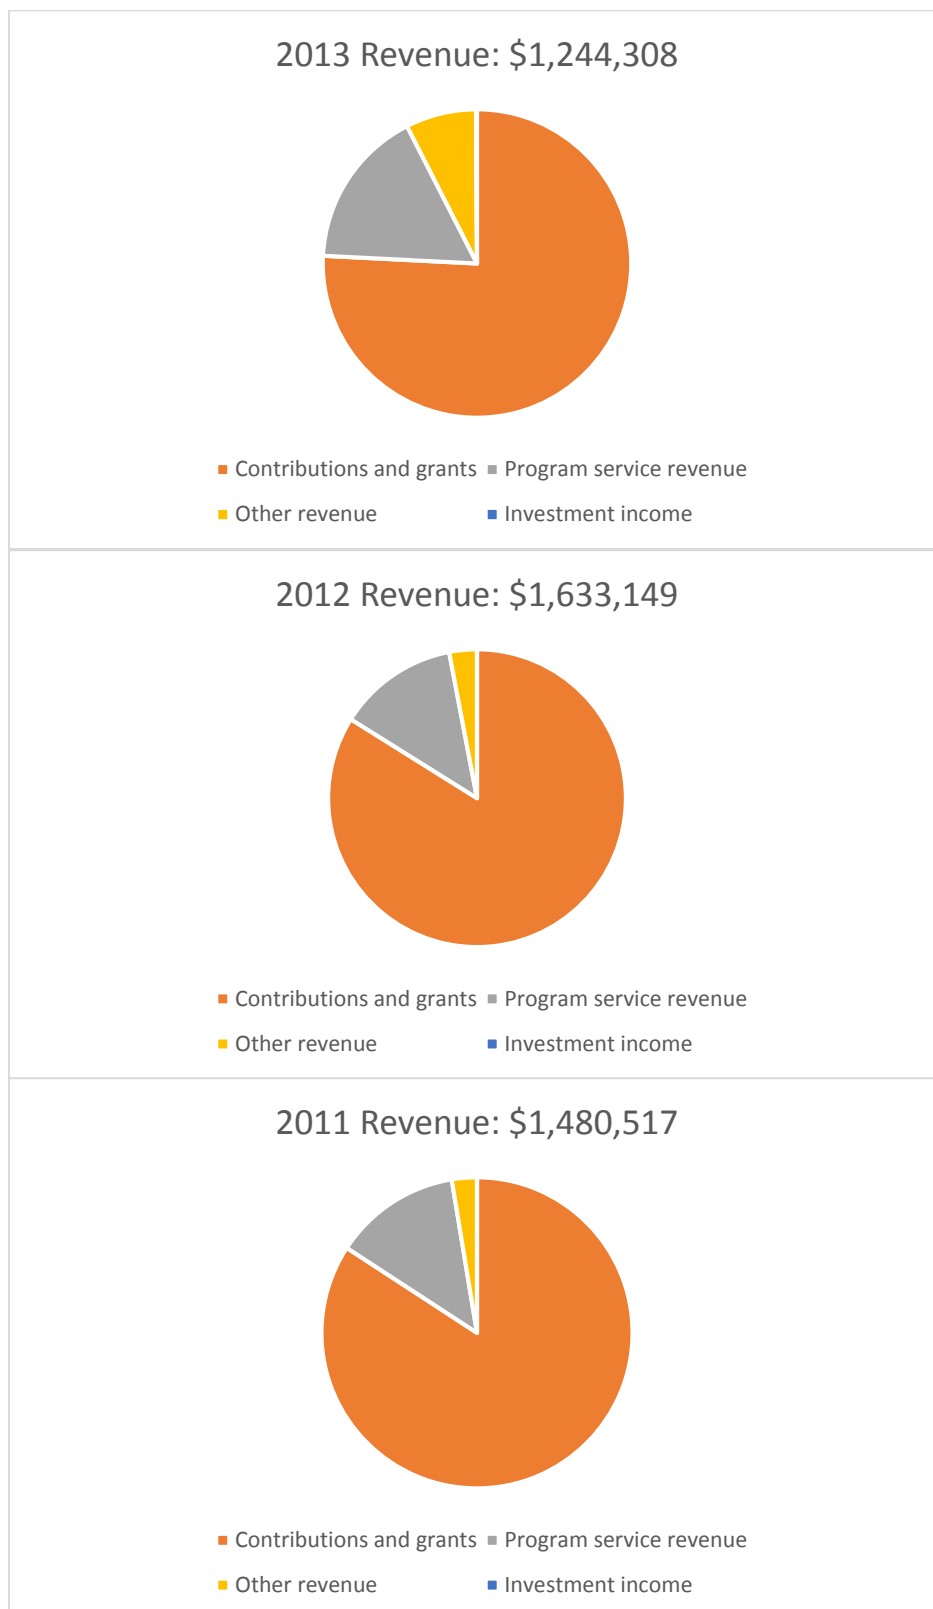 2013 Revenue: $1,244,308
Contributions and grants Program service revenue
Other revenue Investment income
2012 Revenue: $1,633,149
Contributions and grants Program service revenue
Other revenue Investment income
2011 Revenue: $1,480,517
Contributions and grants Program service revenue
Other revenue Investment income